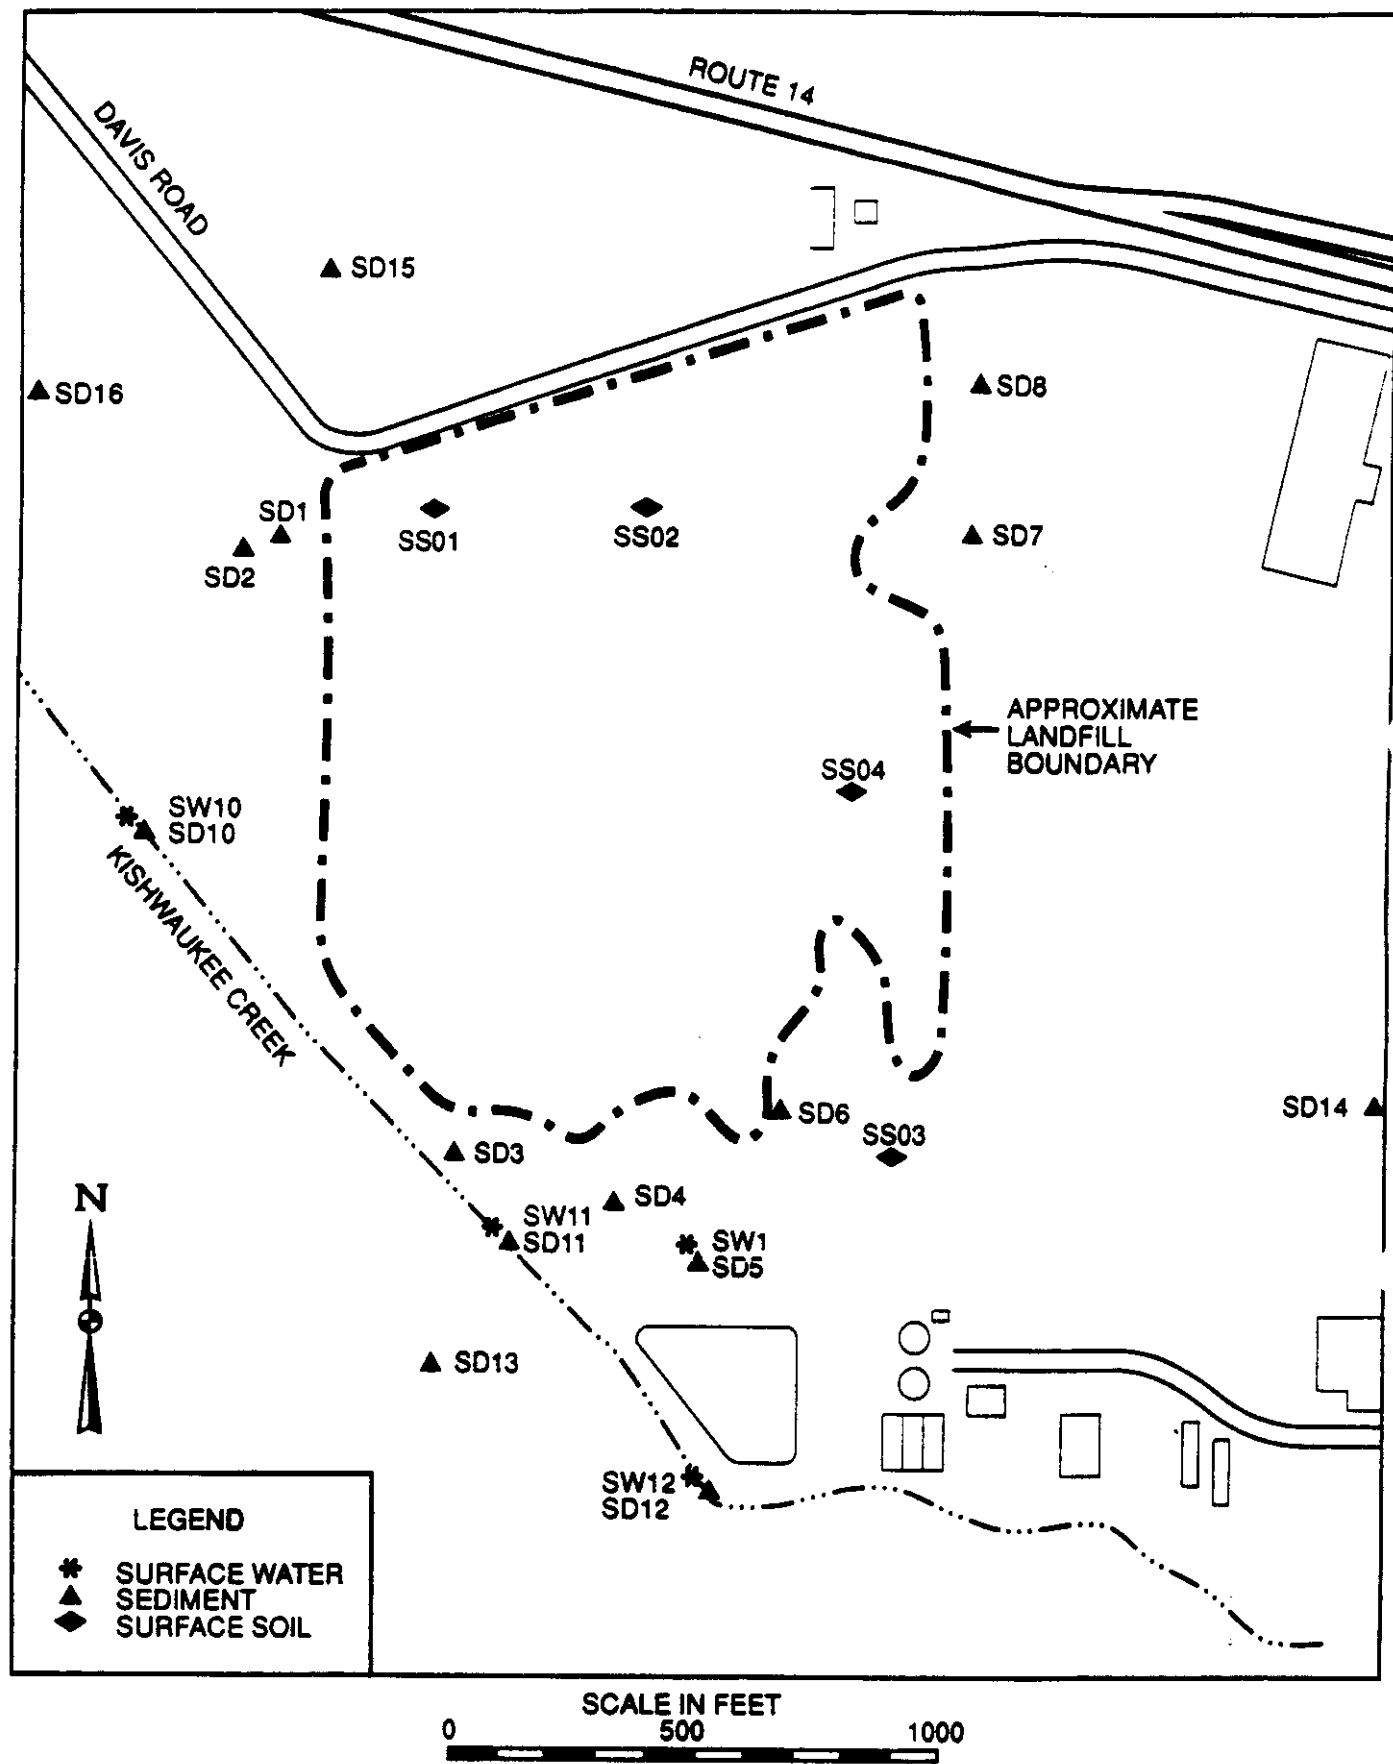 ROUTE 14
DAVIS ROAD
SD15
SD16
SD8
SD1
SS01
SS02
SD7
SD2
APPROXIMATE
LANDFILL
BOUNDARY
SS04
SW10
SD10
KISHWAUKEE CREEK
SD6
SD14
SS03
SD3
N
SD4
SW11
SD11
SW1
SD5
SD13
SW12
SD12
LEGEND
SURFACE WATER
SEDIMENT
SURFACE SOIL
SCALE IN FEET
0 500 1000